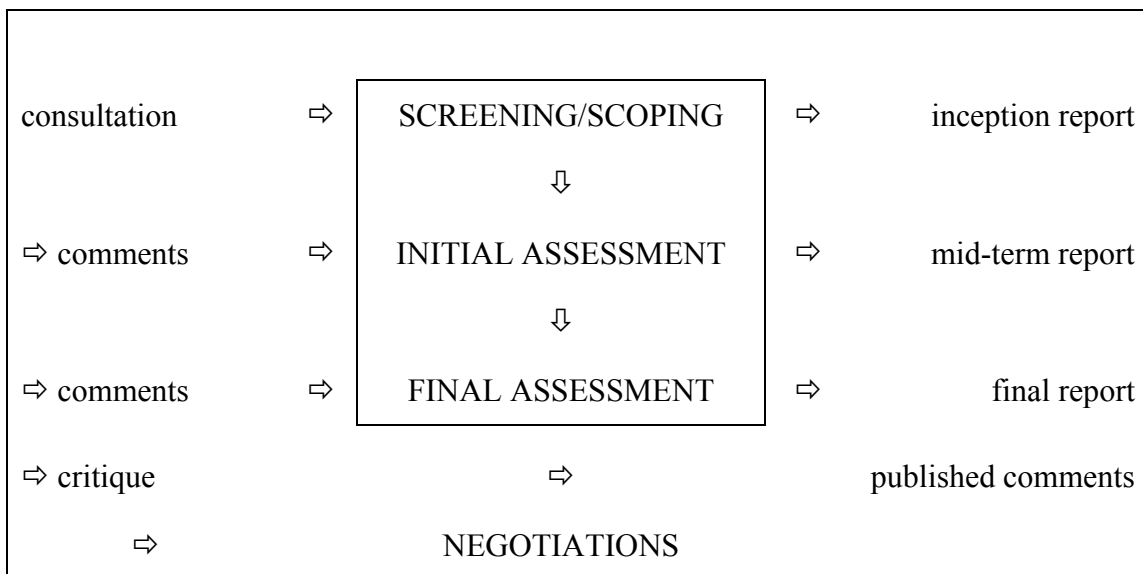 consultation ⇨ SCREENING/SCOPING ⇨ inception report
⇩
⇨ comments ⇨ INITIAL ASSESSMENT ⇨ mid-term report
⇩
⇨ comments ⇨ FINAL ASSESSMENT ⇨ final report
⇨ critique ⇨ published comments
⇨ NEGOTIATIONS